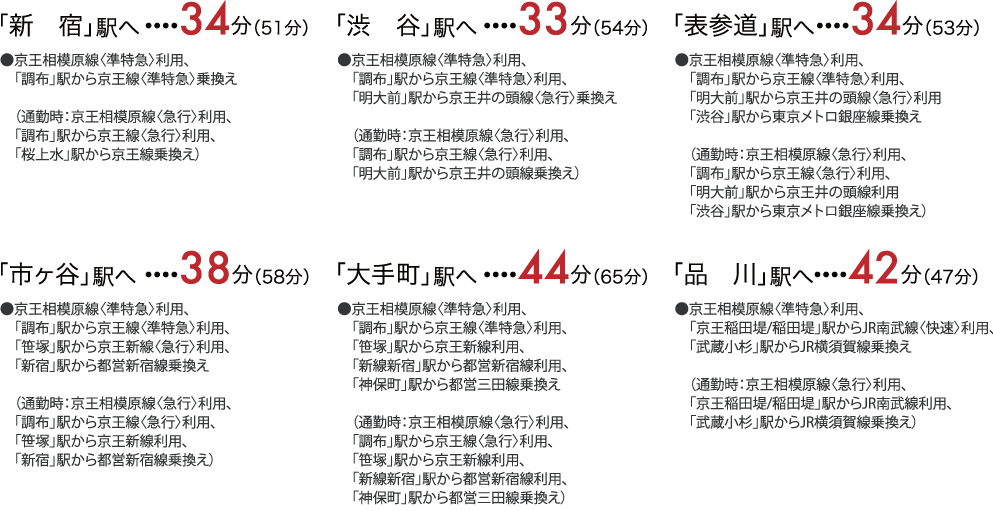 「新　宿」駅へ ････34分(51分)
●京王相模原線〈準特急〉利用、
「調布」駅から京王線〈準特急〉乗換え
（通勤時：京王相模原線〈急行〉利用、
「調布」駅から京王線〈急行〉利用、
「桜上水」駅から京王線乗換え）
「渋　谷」駅へ ････33分(54分)
●京王相模原線〈準特急〉利用、
「調布」駅から京王線〈準特急〉利用、
「明大前」駅から京王井の頭線〈急行〉乗換え
（通勤時：京王相模原線〈急行〉利用、
「調布」駅から京王線〈急行〉利用、
「明大前」駅から京王井の頭線乗換え）
「表参道」駅へ････34分(53分)
●京王相模原線〈準特急〉利用、
「調布」駅から京王線〈準特急〉利用、
「明大前」駅から京王井の頭線〈急行〉利用
「渋谷」駅から東京メトロ銀座線乗換え
（通勤時：京王相模原線〈急行〉利用、
「調布」駅から京王線〈急行〉利用、
「明大前」駅から京王井の頭線利用
「渋谷」駅から東京メトロ銀座線乗換え）
「市ヶ谷」駅へ ････38分(58分)
●京王相模原線〈準特急〉利用、
「調布」駅から京王線〈準特急〉利用、
「笹塚」駅から京王新線〈急行〉利用、
「新宿」駅から都営新宿線乗換え
（通勤時：京王相模原線〈急行〉利用、
「調布」駅から京王線〈急行〉利用、
「笹塚」駅から京王新線利用、
「新宿」駅から都営新宿線乗換え）
「大手町」駅へ ････44分(65分)
●京王相模原線〈準特急〉利用、
「調布」駅から京王線〈準特急〉利用、
「笹塚」駅から京王新線利用、
「新線新宿」駅から都営新宿線利用、
「神保町」駅から都営三田線乗換え
（通勤時：京王相模原線〈急行〉利用、
「調布」駅から京王線〈急行〉利用、
「笹塚」駅から京王新線利用、
「新線新宿」駅から都営新宿線利用、
「神保町」駅から都営三田線乗換え）
「品　川」駅へ････42分(47分)
●京王相模原線〈準特急〉利用、
「京王稲田堤/稲田堤」駅からJR南武線〈快速〉利用、
「武蔵小杉」駅からJR横須賀線乗換え
（通勤時：京王相模原線〈急行〉利用、
「京王稲田堤/稲田堤」駅からJR南武線利用、
「武蔵小杉」駅からJR横須賀線乗換え）